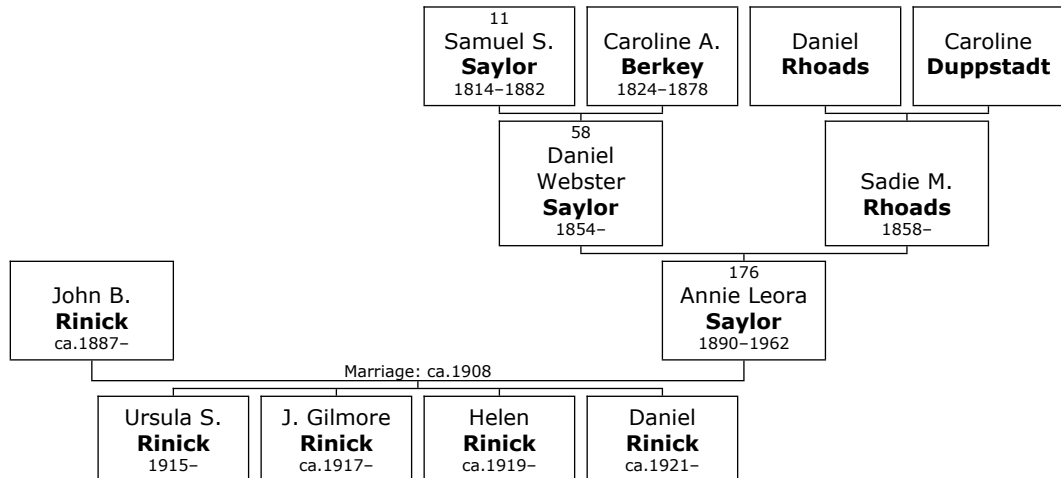 11
Samuel S.
Saylor
1814–1882
Caroline A.
Berkey
1824–1878
Daniel
Rhoads
Caroline
Duppstadt
58
Daniel
Webster
Saylor
1854–
Sadie M.
Rhoads
1858–
John B.
Rinick
ca.1887–
176
Annie Leora
Saylor
1890–1962
Marriage: ca.1908
Ursula S.
Rinick
1915–
J. Gilmore
Rinick
ca.1917–
Helen
Rinick
ca.1919–
Daniel
Rinick
ca.1921–